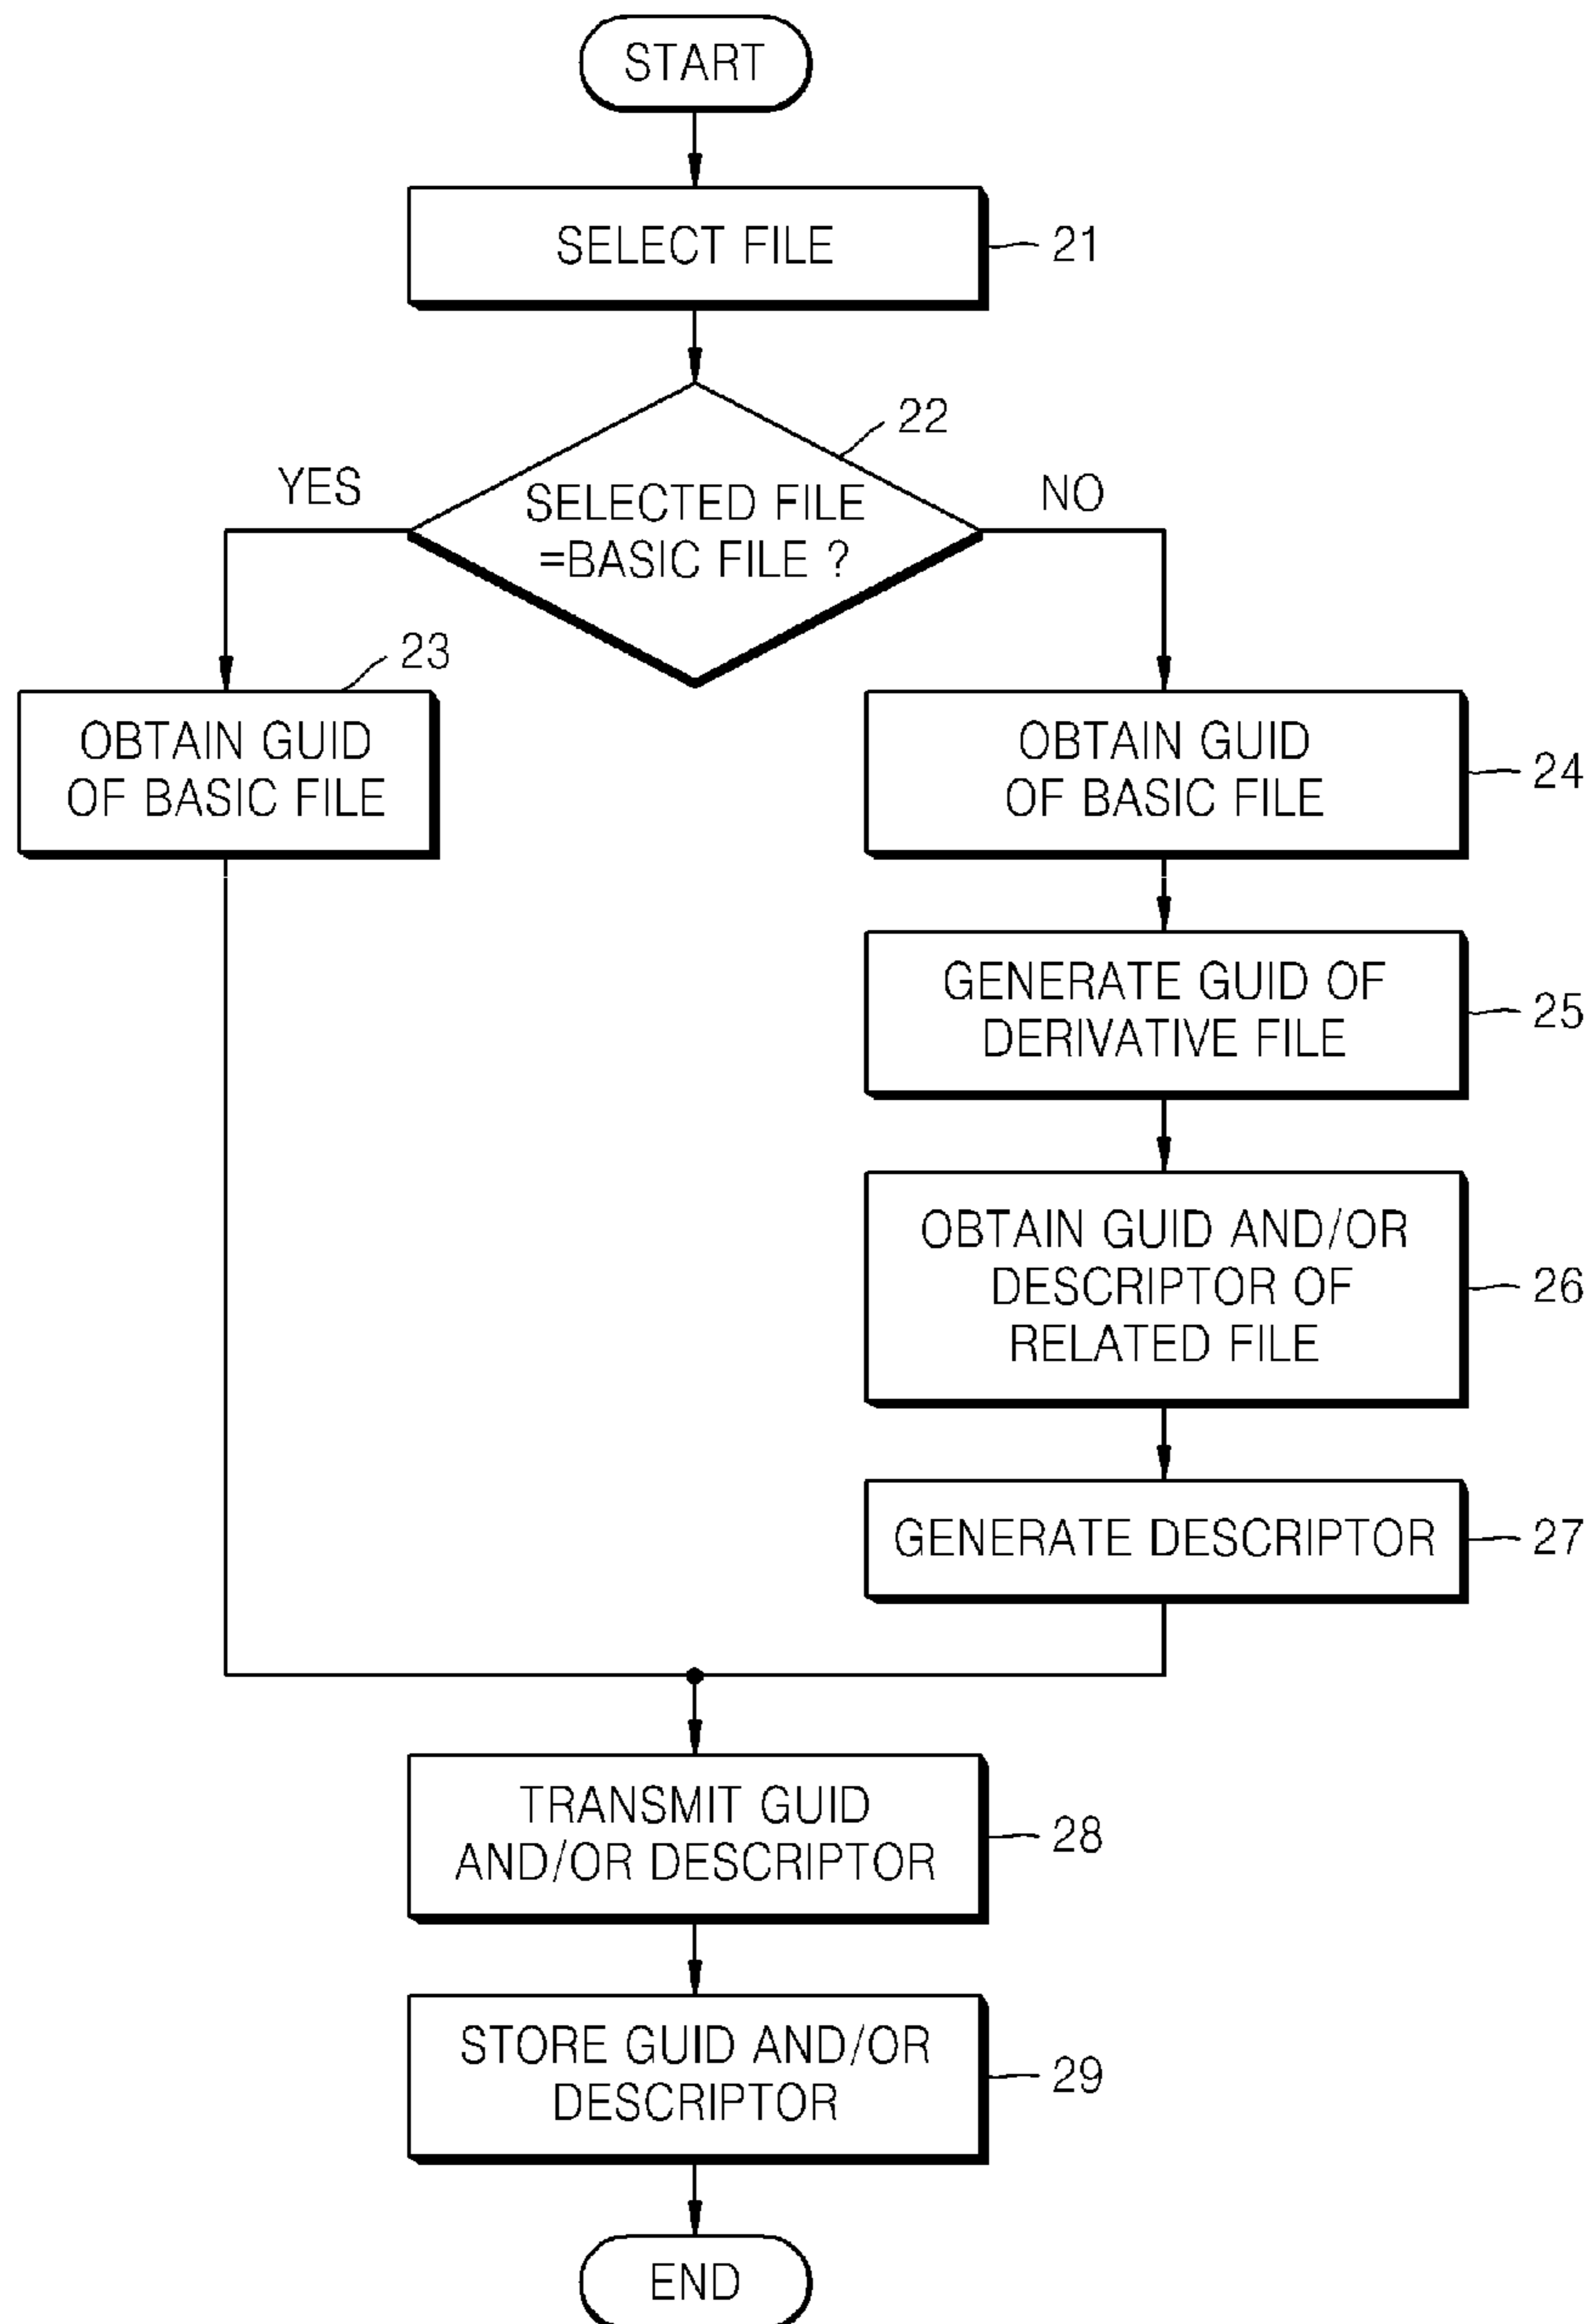 START
SELECT FILE
21
22
YES
SELECTED FILE
=BASIC FILE ?
NO
23
OBTAIN GUID
OF BASIC FILE
OBTAIN GUID
OF BASIC FILE
24
GENERATE GUID OF
DERIVATIVE FILE
25
OBTAIN GUID AND/OR
DESCRIPTOR OF
RELATED FILE
26
GENERATE DESCRIPTOR
27
TRANSMIT GUID
AND/OR DESCRIPTOR
28
STORE GUID AND/OR
DESCRIPTOR
29
END